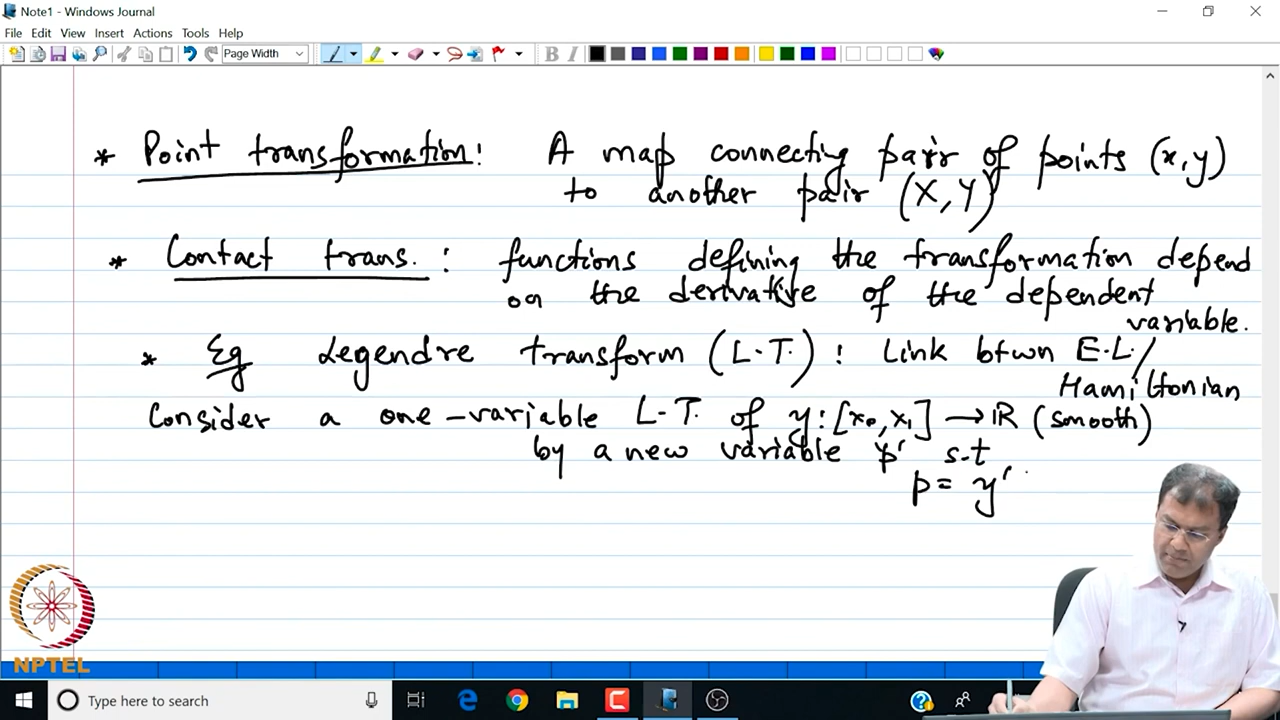 Note1 - Windows Journal
File Edit View Insert Actions Tools Help
Page Width
* Point transformation: A map connecting pair of points (x,y)
to another pair (X,Y)
* Contact trans. : functions defining the transformation depend
on the derivative of the dependent
variable.
* Eg Legendre transform (L.T.) : Link btwn E.L./
Hamiltonian
Consider a one-variable L.T. of y:[x₀,x₁] → ℝ (smooth)
by a new variable 'p' s.t
p = y'
NPTEL
Type here to search